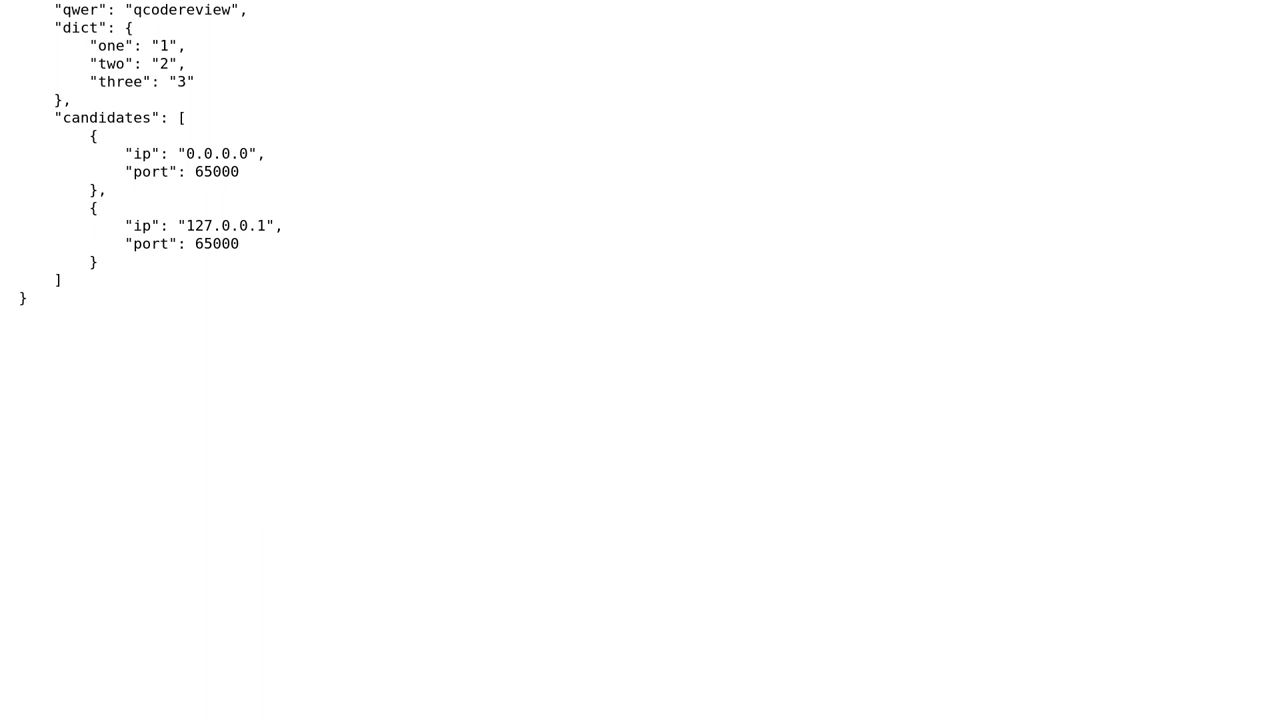 "qwer": "qcodereview",
    "dict": {
        "one": "1",
        "two": "2",
        "three": "3"
    },
    "candidates": [
        {
            "ip": "0.0.0.0",
            "port": 65000
        },
        {
            "ip": "127.0.0.1",
            "port": 65000
        }
    ]
}